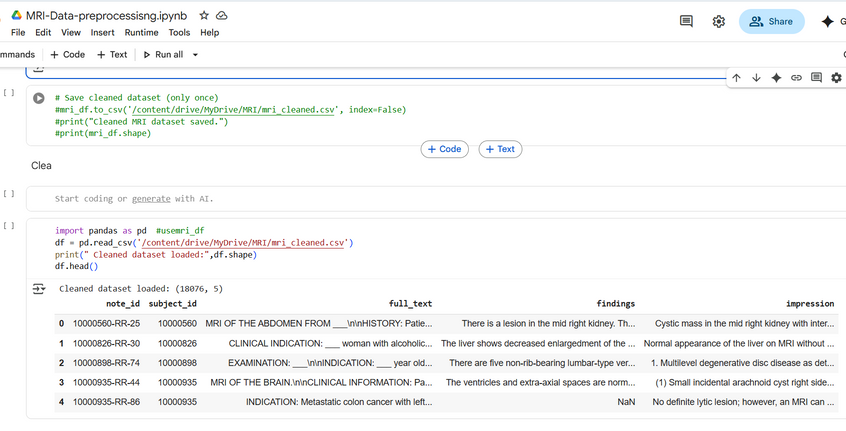 MRI-Data-preprocessisng.ipynb
File Edit View Insert Runtime Tools Help
Share
mmands + Code + Text Run all
[ ]
# Save cleaned dataset (only once)
#mri_df.to_csv('/content/drive/MyDrive/MRI/mri_cleaned.csv', index=False)
#print("Cleaned MRI dataset saved.")
#print(mri_df.shape)
+ Code + Text
Clea
[ ] Start coding or generate with AI.
[ ]
import pandas as pd #usemri_df
df = pd.read_csv('/content/drive/MyDrive/MRI/mri_cleaned.csv')
print(" Cleaned dataset loaded:",df.shape)
df.head()
Cleaned dataset loaded: (18076, 5)
note_id subject_id full_text findings impression
0 10000560-RR-25 10000560 MRI OF THE ABDOMEN FROM ___\n\nHISTORY: Patie... There is a lesion in the mid right kidney. Th... Cystic mass in the mid right kidney with inter...
1 10000826-RR-30 10000826 CLINICAL INDICATION: ___ woman with alcoholic... The liver shows decreased enlargedment of the ... Normal appearance of the liver on MRI without ...
2 10000898-RR-74 10000898 EXAMINATION: ___\n\nINDICATION: ___ year old... There are five non-rib-bearing lumbar-type ver... 1. Multilevel degenerative disc disease as det...
3 10000935-RR-44 10000935 MRI OF THE BRAIN.\n\nCLINICAL INFORMATION: Pa... The ventricles and extra-axial spaces are norm... (1) Small incidental arachnoid cyst right side...
4 10000935-RR-86 10000935 INDICATION: Metastatic colon cancer with left... NaN No definite lytic lesion; however, an MRI can ...